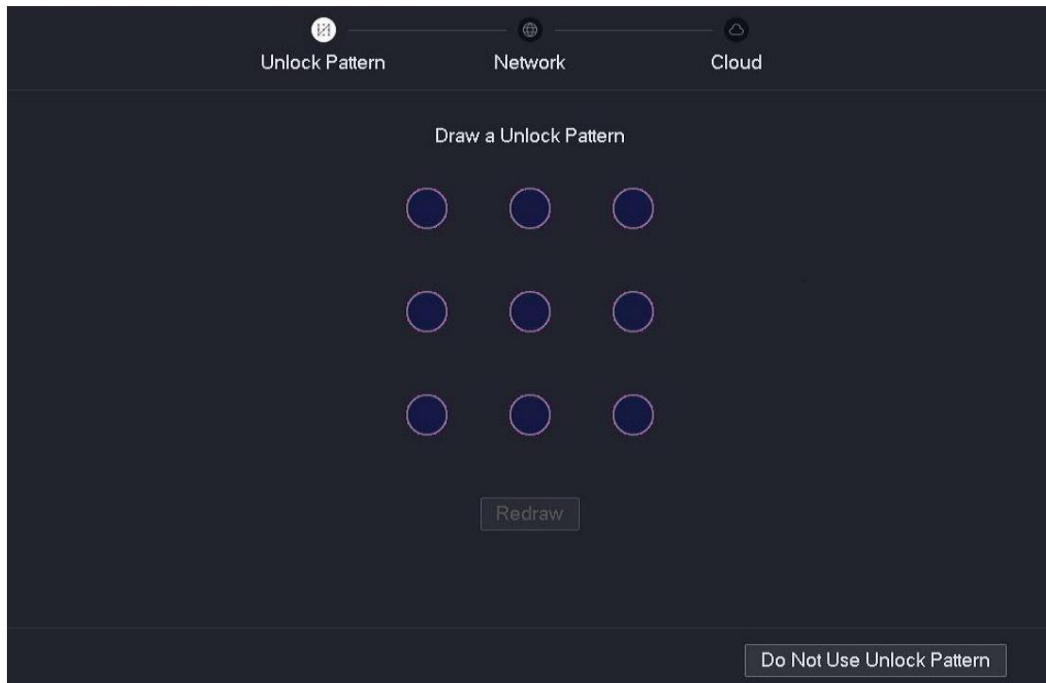 Unlock Pattern Network Cloud
Draw a Unlock Pattern
Redraw
Do Not Use Unlock Pattern